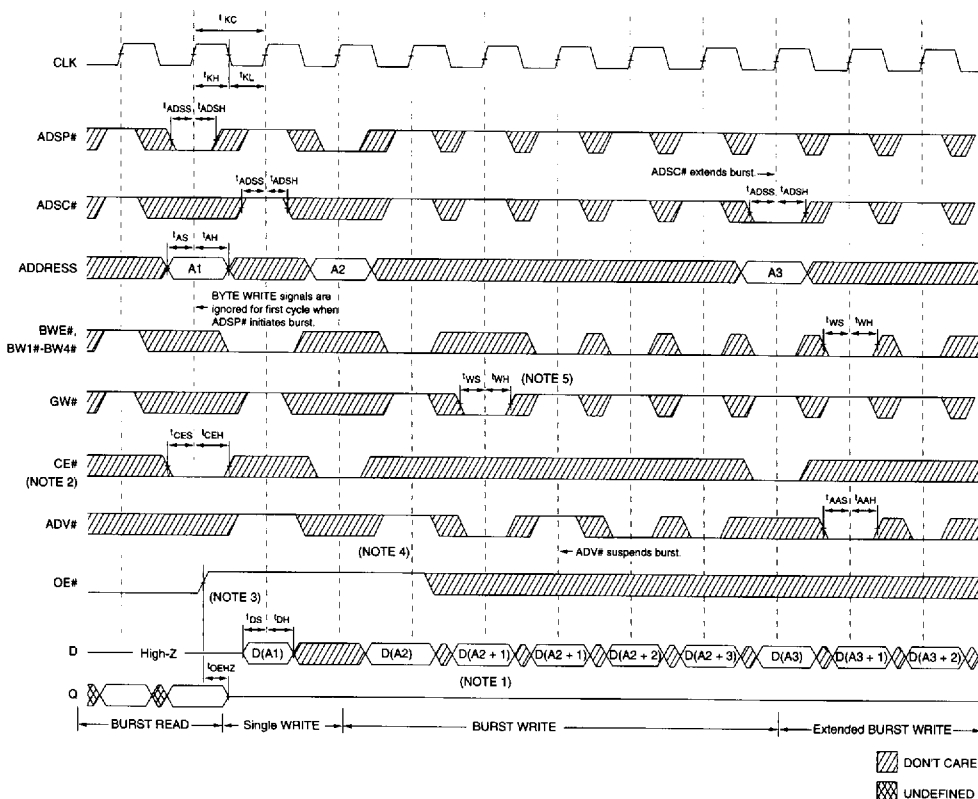 tKC
CLK
tKH tKL
tADSS tADSH
ADSP#
ADSC# extends burst.
tADSS tADSH tADSS tADSH
ADSC#
tAS tAH
ADDRESS A1 A2 A3
BYTE WRITE signals are
ignored for first cycle when
ADSP# initiates burst.
BWE#,
BW1#-BW4#
tWS tWH
tWS tWH (NOTE 5)
GW#
tCES tCEH
CE#
(NOTE 2)
tAAS tAAH
ADV#
(NOTE 4) ADV# suspends burst.
OE#
(NOTE 3)
tDS tDH
D High-Z D(A1) D(A2) D(A2 + 1) D(A2 + 1) D(A2 + 2) D(A2 + 3) D(A3) D(A3 + 1) D(A3 + 2)
tOEHZ
(NOTE 1)
Q
BURST READ Single WRITE BURST WRITE Extended BURST WRITE
DON'T CARE
UNDEFINED